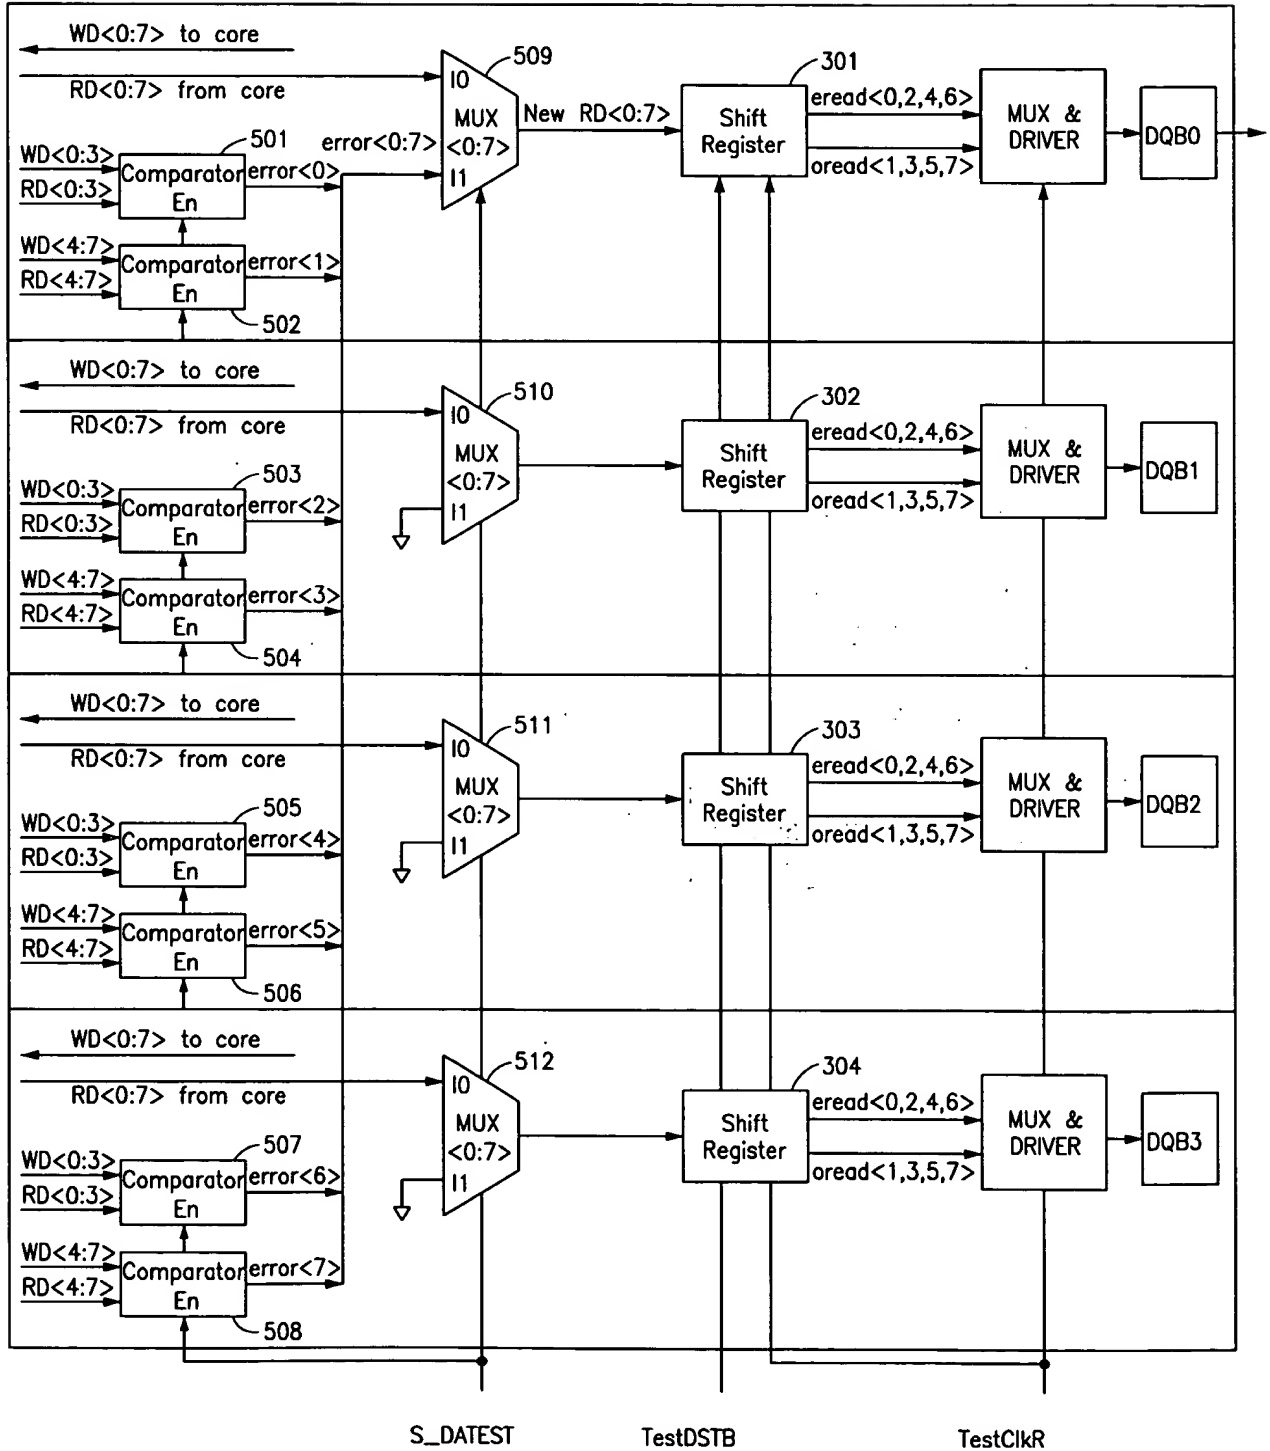 WD<0:7> to core
RD<0:7> from core
509
I0
MUX
<0:7>
I1
error<0:7>
New RD<0:7>
301
Shift
Register
eread<0,2,4,6>
oread<1,3,5,7>
MUX &
DRIVER
DQB0
501
WD<0:3>
RD<0:3>
Comparator
En
error<0>
WD<4:7>
RD<4:7>
Comparator
En
error<1>
502
WD<0:7> to core
RD<0:7> from core
510
I0
MUX
<0:7>
I1
302
Shift
Register
eread<0,2,4,6>
oread<1,3,5,7>
MUX &
DRIVER
DQB1
503
WD<0:3>
RD<0:3>
Comparator
En
error<2>
WD<4:7>
RD<4:7>
Comparator
En
error<3>
504
WD<0:7> to core
RD<0:7> from core
511
I0
MUX
<0:7>
I1
303
Shift
Register
eread<0,2,4,6>
oread<1,3,5,7>
MUX &
DRIVER
DQB2
505
WD<0:3>
RD<0:3>
Comparator
En
error<4>
WD<4:7>
RD<4:7>
Comparator
En
error<5>
506
WD<0:7> to core
RD<0:7> from core
512
I0
MUX
<0:7>
I1
304
Shift
Register
eread<0,2,4,6>
oread<1,3,5,7>
MUX &
DRIVER
DQB3
507
WD<0:3>
RD<0:3>
Comparator
En
error<6>
WD<4:7>
RD<4:7>
Comparator
En
error<7>
508
S_DATEST
TestDSTB
TestClkR